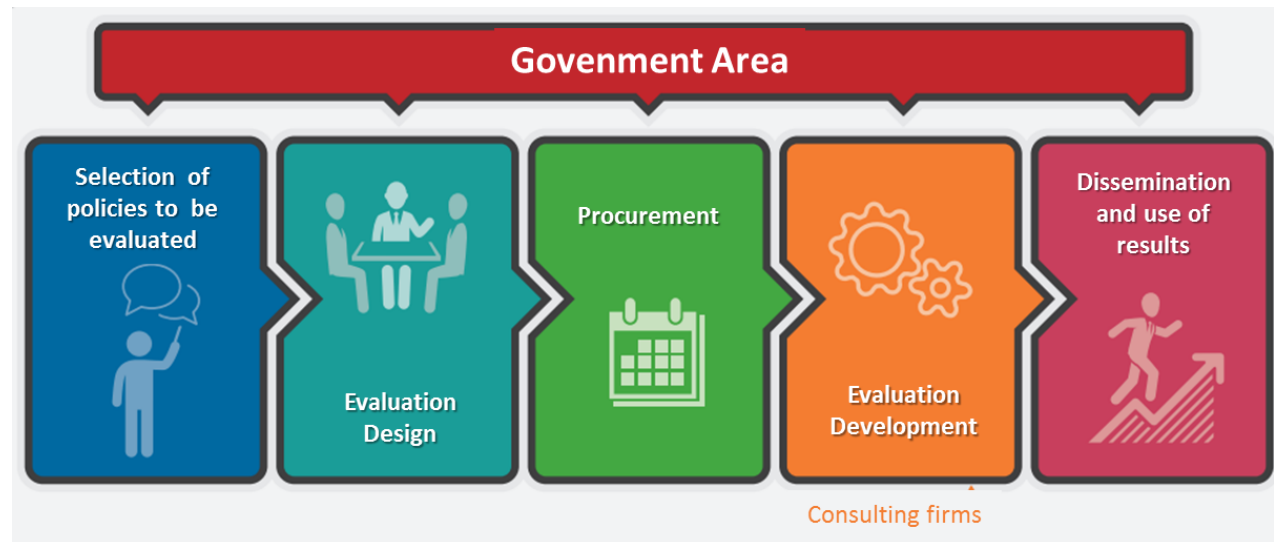 Govenment Area
Selection of
policies to be
evaluated
Evaluation
Design
Procurement
Evaluation
Development
Dissemination
and use of
results
Consulting firms